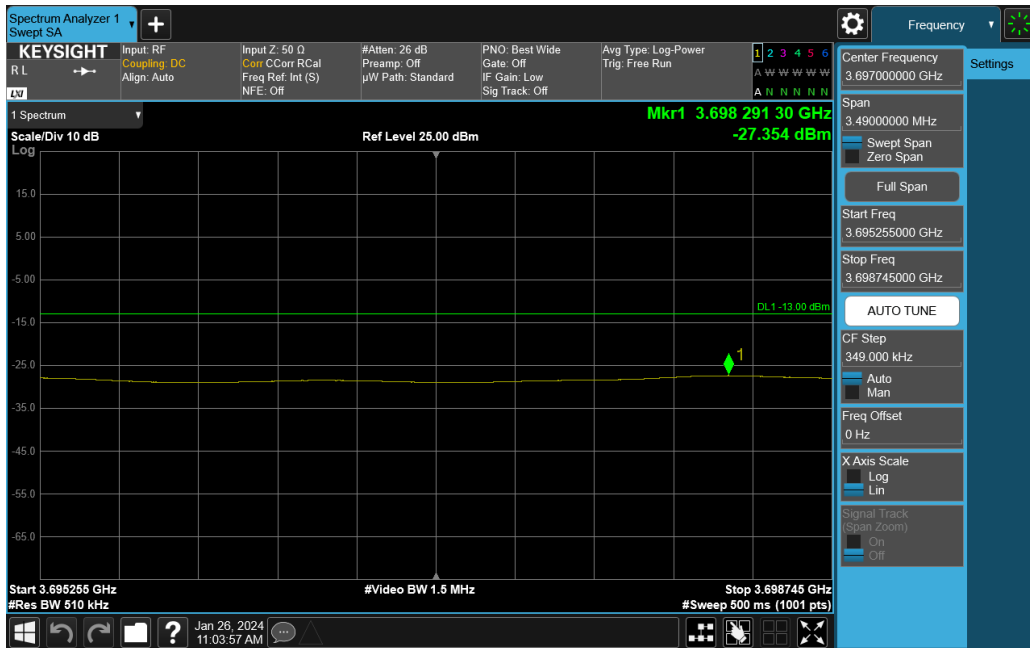 Spectrum Analyzer 1
Swept SA
Frequency
KEYSIGHT
R L
LXI
Input: RF
Coupling: DC
Align: Auto
Input Z: 50 Ω
Corr CCorr RCal
Freq Ref: Int (S)
NFE: Off
#Atten: 26 dB
Preamp: Off
µW Path: Standard
PNO: Best Wide
Gate: Off
IF Gain: Low
Sig Track: Off
Avg Type: Log-Power
Trig: Free Run
1 2 3 4 5 6
A W W W W W
A N N N N N
1 Spectrum
Scale/Div 10 dB
Ref Level 25.00 dBm
Mkr1 3.698 291 30 GHz
-27.354 dBm
Log
15.0
5.00
-5.00
-15.0
-25.0
-35.0
-45.0
-55.0
-65.0
DL1 -13.00 dBm
1
Start 3.695255 GHz
#Video BW 1.5 MHz
Stop 3.698745 GHz
#Res BW 510 kHz
#Sweep 500 ms (1001 pts)
Center Frequency
3.697000000 GHz
Settings
Span
3.49000000 MHz
Swept Span
Zero Span
Full Span
Start Freq
3.695255000 GHz
Stop Freq
3.698745000 GHz
AUTO TUNE
CF Step
349.000 kHz
Auto
Man
Freq Offset
0 Hz
X Axis Scale
Log
Lin
Signal Track
(Span Zoom)
On
Off
?
Jan 26, 2024
11:03:57 AM